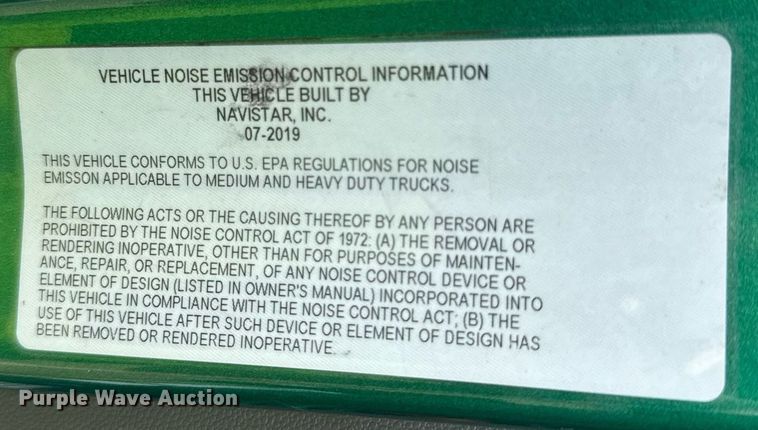 VEHICLE NOISE EMISSION CONTROL INFORMATION
THIS VEHICLE BUILT BY
NAVISTAR, INC.
07-2019
THIS VEHICLE CONFORMS TO U.S. EPA REGULATIONS FOR NOISE
EMISSON APPLICABLE TO MEDIUM AND HEAVY DUTY TRUCKS.
THE FOLLOWING ACTS OR THE CAUSING THEREOF BY ANY PERSON ARE
PROHIBITED BY THE NOISE CONTROL ACT OF 1972: (A) THE REMOVAL OR
RENDERING INOPERATIVE, OTHER THAN FOR PURPOSES OF MAINTEN-
ANCE, REPAIR, OR REPLACEMENT, OF ANY NOISE CONTROL DEVICE OR
ELEMENT OF DESIGN (LISTED IN OWNER'S MANUAL) INCORPORATED INTO
THIS VEHICLE IN COMPLIANCE WITH THE NOISE CONTROL ACT; (B) THE
USE OF THIS VEHICLE AFTER SUCH DEVICE OR ELEMENT OF DESIGN HAS
BEEN REMOVED OR RENDERED INOPERATIVE.
Purple Wave Auction